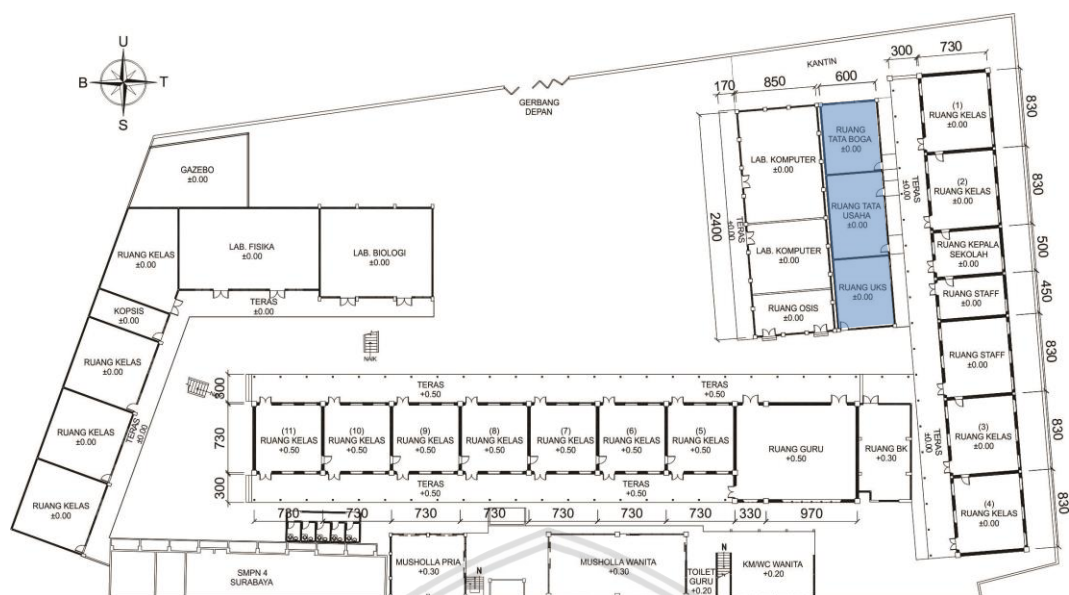 U
B
T
S
GERBANG
DEPAN
KANTIN
170
850
600
300
730
2400
TERAS
±0.00
LAB. KOMPUTER
±0.00
LAB. KOMPUTER
±0.00
RUANG OSIS
±0.00
RUANG
TATA BOGA
±0.00
RUANG TATA
USAHA
±0.00
RUANG UKS
±0.00
TERAS
±0.00
(1)
RUANG KELAS
±0.00
(2)
RUANG KELAS
±0.00
RUANG KEPALA
SEKOLAH
±0.00
RUANG STAFF
±0.00
RUANG STAFF
±0.00
(3)
RUANG KELAS
±0.00
(4)
RUANG KELAS
±0.00
TERAS
±0.00
830
830
500
450
830
830
830
GAZEBO
±0.00
RUANG KELAS
±0.00
LAB. FISIKA
±0.00
LAB. BIOLOGI
±0.00
TERAS
±0.00
KOPSIS
±0.00
RUANG KELAS
±0.00
RUANG KELAS
±0.00
RUANG KELAS
±0.00
TERAS
±0.00
NAIK
300
730
300
TERAS
+0.50
TERAS
+0.50
(11)
RUANG KELAS
+0.50
(10)
RUANG KELAS
+0.50
(9)
RUANG KELAS
+0.50
(8)
RUANG KELAS
+0.50
(7)
RUANG KELAS
+0.50
(6)
RUANG KELAS
+0.50
(5)
RUANG KELAS
+0.50
RUANG GURU
+0.50
RUANG BK
+0.30
TERAS
+0.50
TERAS
+0.50
730
730
730
730
730
730
730
330
970
SMPN 4
SURABAYA
MUSHOLLA PRIA
+0.30
N
MUSHOLLA WANITA
+0.30
TOILET
GURU
+0.20
N
KM/WC WANITA
+0.20